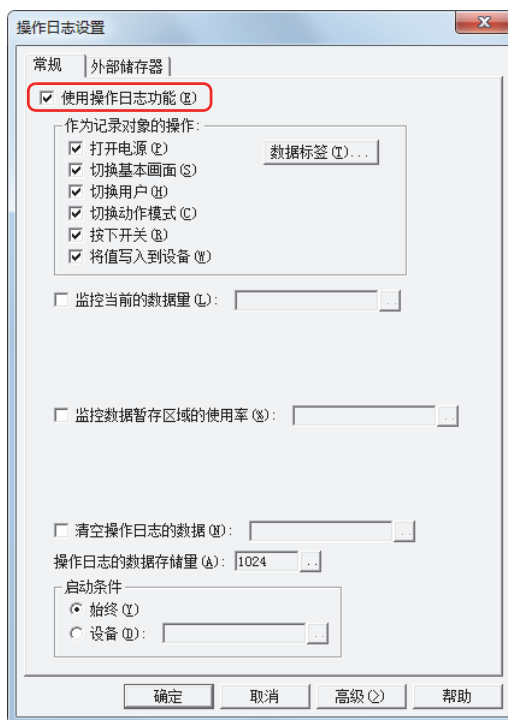 操作日志设置
常规 外部储存器
使用操作日志功能(E)
作为记录对象的操作:
打开电源(P) 数据标签(T)...
切换基本画面(S)
切换用户(H)
切换动作模式(C)
按下开关(R)
将值写入到设备(W)
监控当前的数据量(L): ..
监控数据暂存区域的使用率(%): ..
清空操作日志的数据(N): ..
操作日志的数据存储量(A): 1024 ..
启动条件
始终(Y)
设备(D): ..
确定 取消 高级(>) 帮助